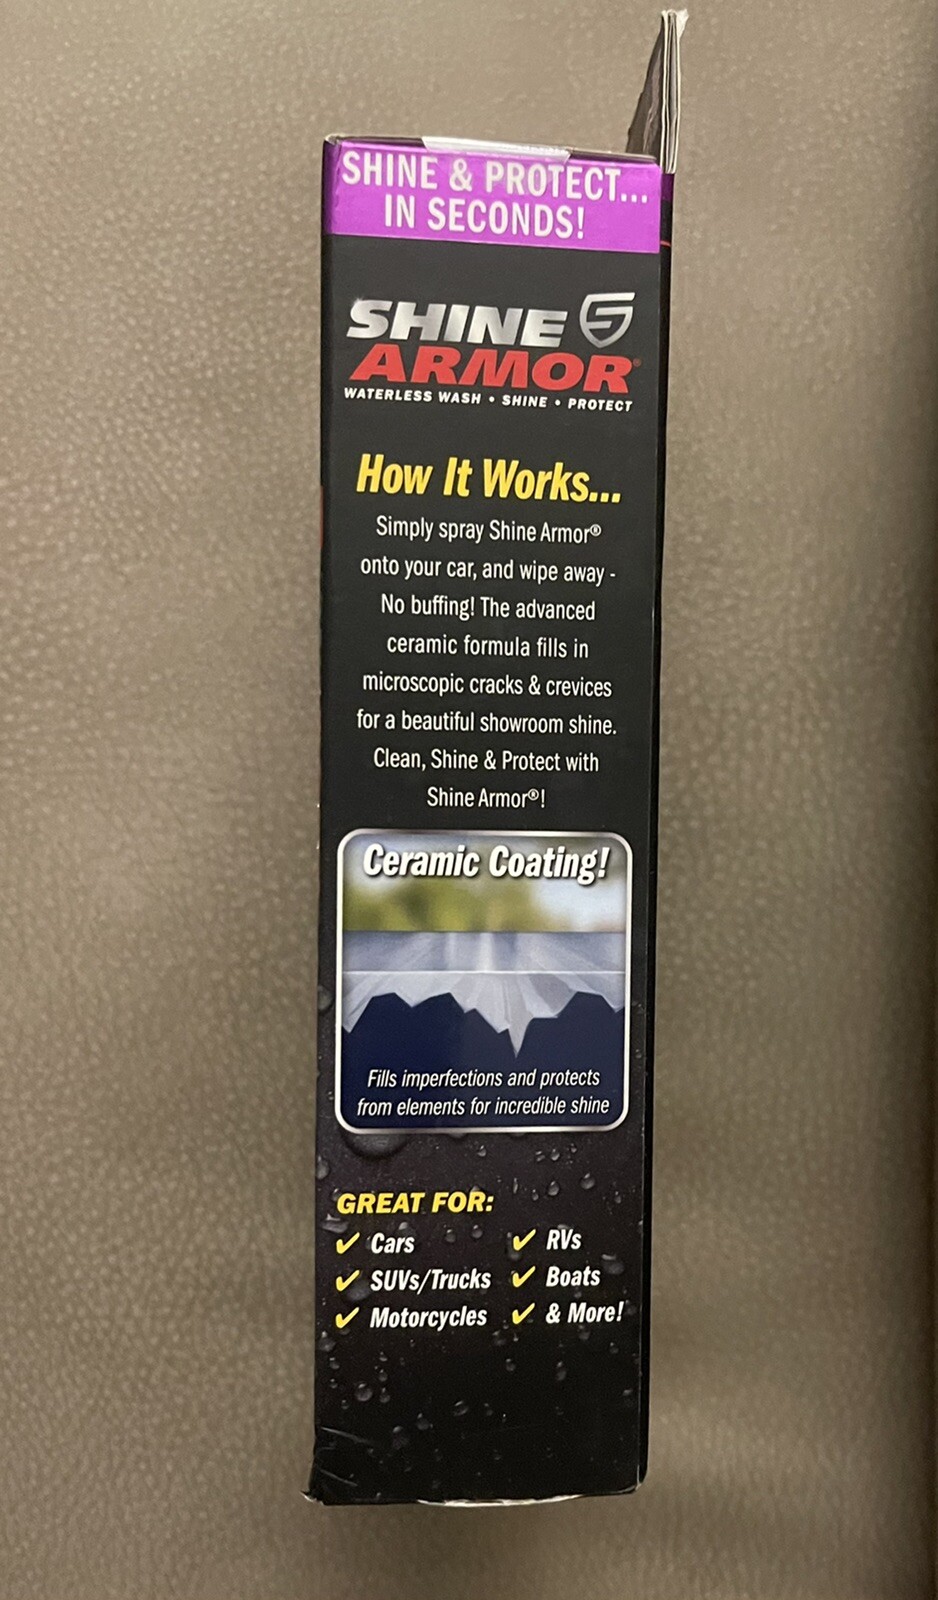 SHINE & PROTECT...
IN SECONDS!
SHINE
ARMOR®
WATERLESS WASH • SHINE • PROTECT
How It Works...
Simply spray Shine Armor®
onto your car, and wipe away -
No buffing! The advanced
ceramic formula fills in
microscopic cracks & crevices
for a beautiful showroom shine.
Clean, Shine & Protect with
Shine Armor®!
Ceramic Coating!
Fills imperfections and protects
from elements for incredible shine
GREAT FOR:
✔ Cars ✔ RVs
✔ SUVs/Trucks ✔ Boats
✔ Motorcycles ✔ & More!